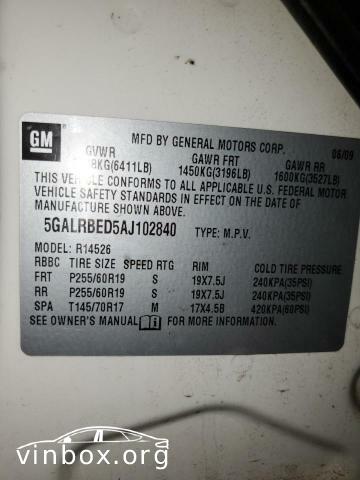 GM
MFD BY GENERAL MOTORS CORP. 06/09
GVWR GAWR FRT GAWR RR
8KG(6411LB) 1450KG(3196LB) 1600KG(3527LB)
THIS VEHICLE CONFORMS TO ALL APPLICABLE U.S. FEDERAL MOTOR
VEHICLE SAFETY STANDARDS IN EFFECT ON THE DATE OF
MANUFACTURE SHOWN ABOVE.
5GALRBED5AJ102840 TYPE: M.P.V.
MODEL: R14526
RBBC TIRE SIZE SPEED RTG RIM COLD TIRE PRESSURE
FRT P255/60R19 S 19X7.5J 240KPA(35PSI)
RR P255/60R19 S 19X7.5J 240KPA(35PSI)
SPA T145/70R17 M 17X4.5B 420KPA(60PSI)
SEE OWNER'S MANUAL FOR MORE INFORMATION.
vinbox.org